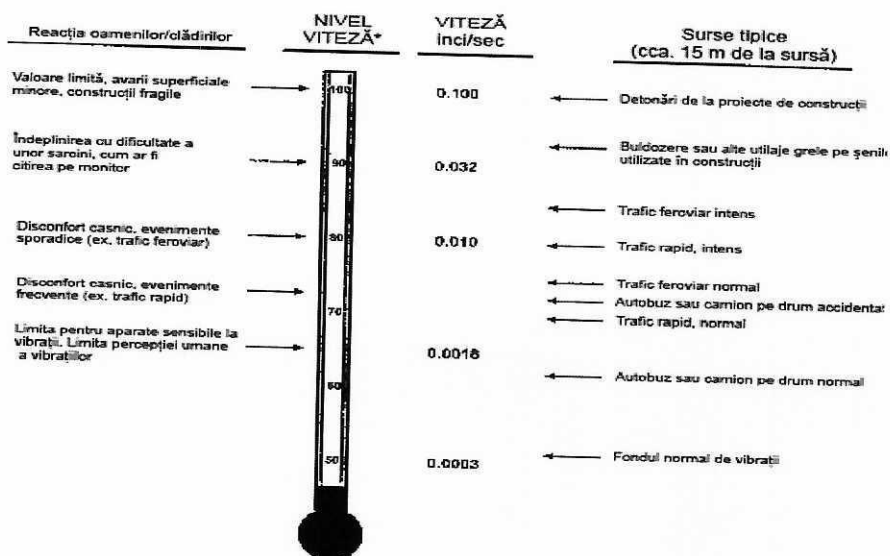 Reacția oamenilor/clădirilor
NIVEL
VITEZĂ*
VITEZĂ
inci/sec
Surse tipice
(cca. 15 m de la sursă)
Valoare limită, avarii superficiale
minore, construcții fragile
Îndeplinirea cu dificultate a
unor sarcini, cum ar fi
citirea pe monitor
Disconfort casnic, evenimente
sporadice (ex. trafic feroviar)
Disconfort casnic, evenimente
frecvente (ex. trafic rapid)
Limita pentru aparate sensibile la
vibrații. Limita percepției umane
a vibrațiilor
100
90
80
70
60
50
0.100
0.032
0.010
0.0018
0.0003
Detonări de la proiecte de construcții
Buldozere sau alte utilaje grele pe șenile
utilizate în construcții
Trafic feroviar intens
Trafic rapid, intens
Trafic feroviar normal
Autobuz sau camion pe drum accidentat
Trafic rapid, normal
Autobuz sau camion pe drum normal
Fondul normal de vibrații